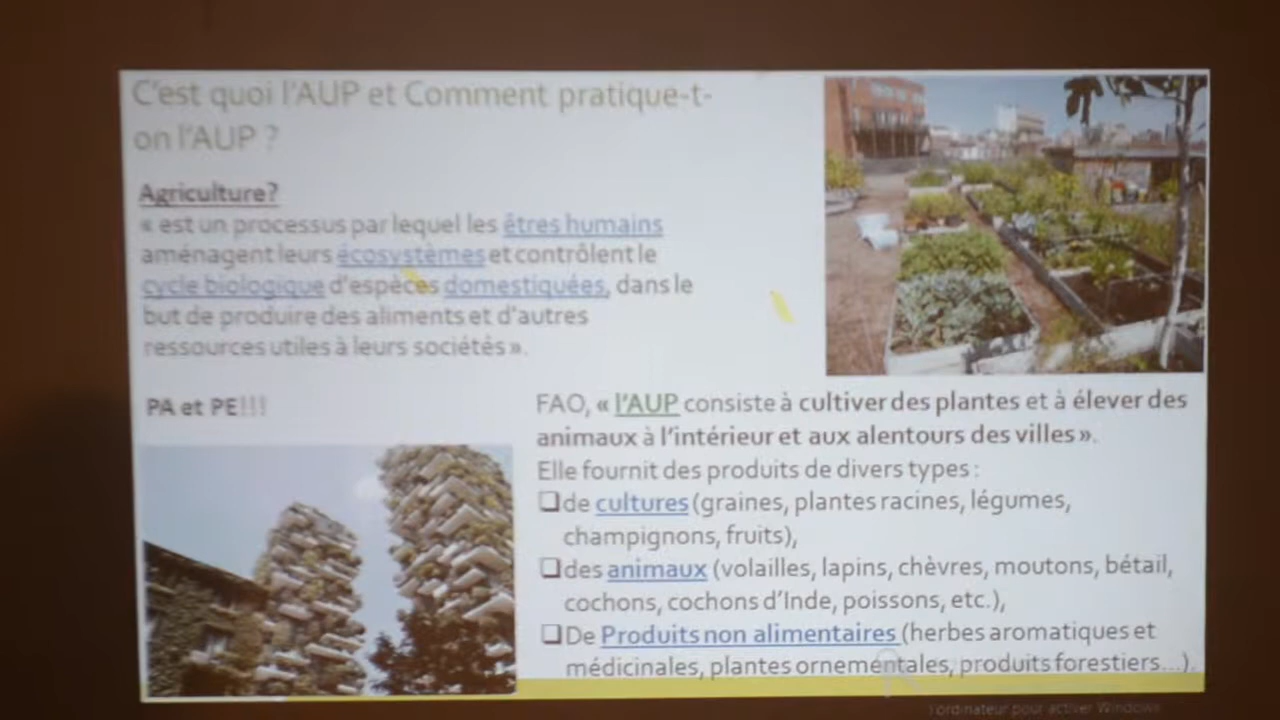 C'est quoi l'AUP et Comment pratique-t-
on l'AUP ?
Agriculture?
« est un processus par lequel les êtres humains
aménagent leurs écosystèmes et contrôlent le
cycle biologique d'espèces domestiquées, dans le
but de produire des aliments et d'autres
ressources utiles à leurs sociétés ».
PA et PE!!!
FAO, « l'AUP consiste à cultiver des plantes et à élever des
animaux à l'intérieur et aux alentours des villes ».
Elle fournit des produits de divers types :
❑de cultures (graines, plantes racines, légumes,
champignons, fruits),
❑des animaux (volailles, lapins, chèvres, moutons, bétail,
cochons, cochons d'Inde, poissons, etc.),
❑De Produits non alimentaires (herbes aromatiques et
médicinales, plantes ornementales, produits forestiers...).
l'ordinateur pour activer Windows